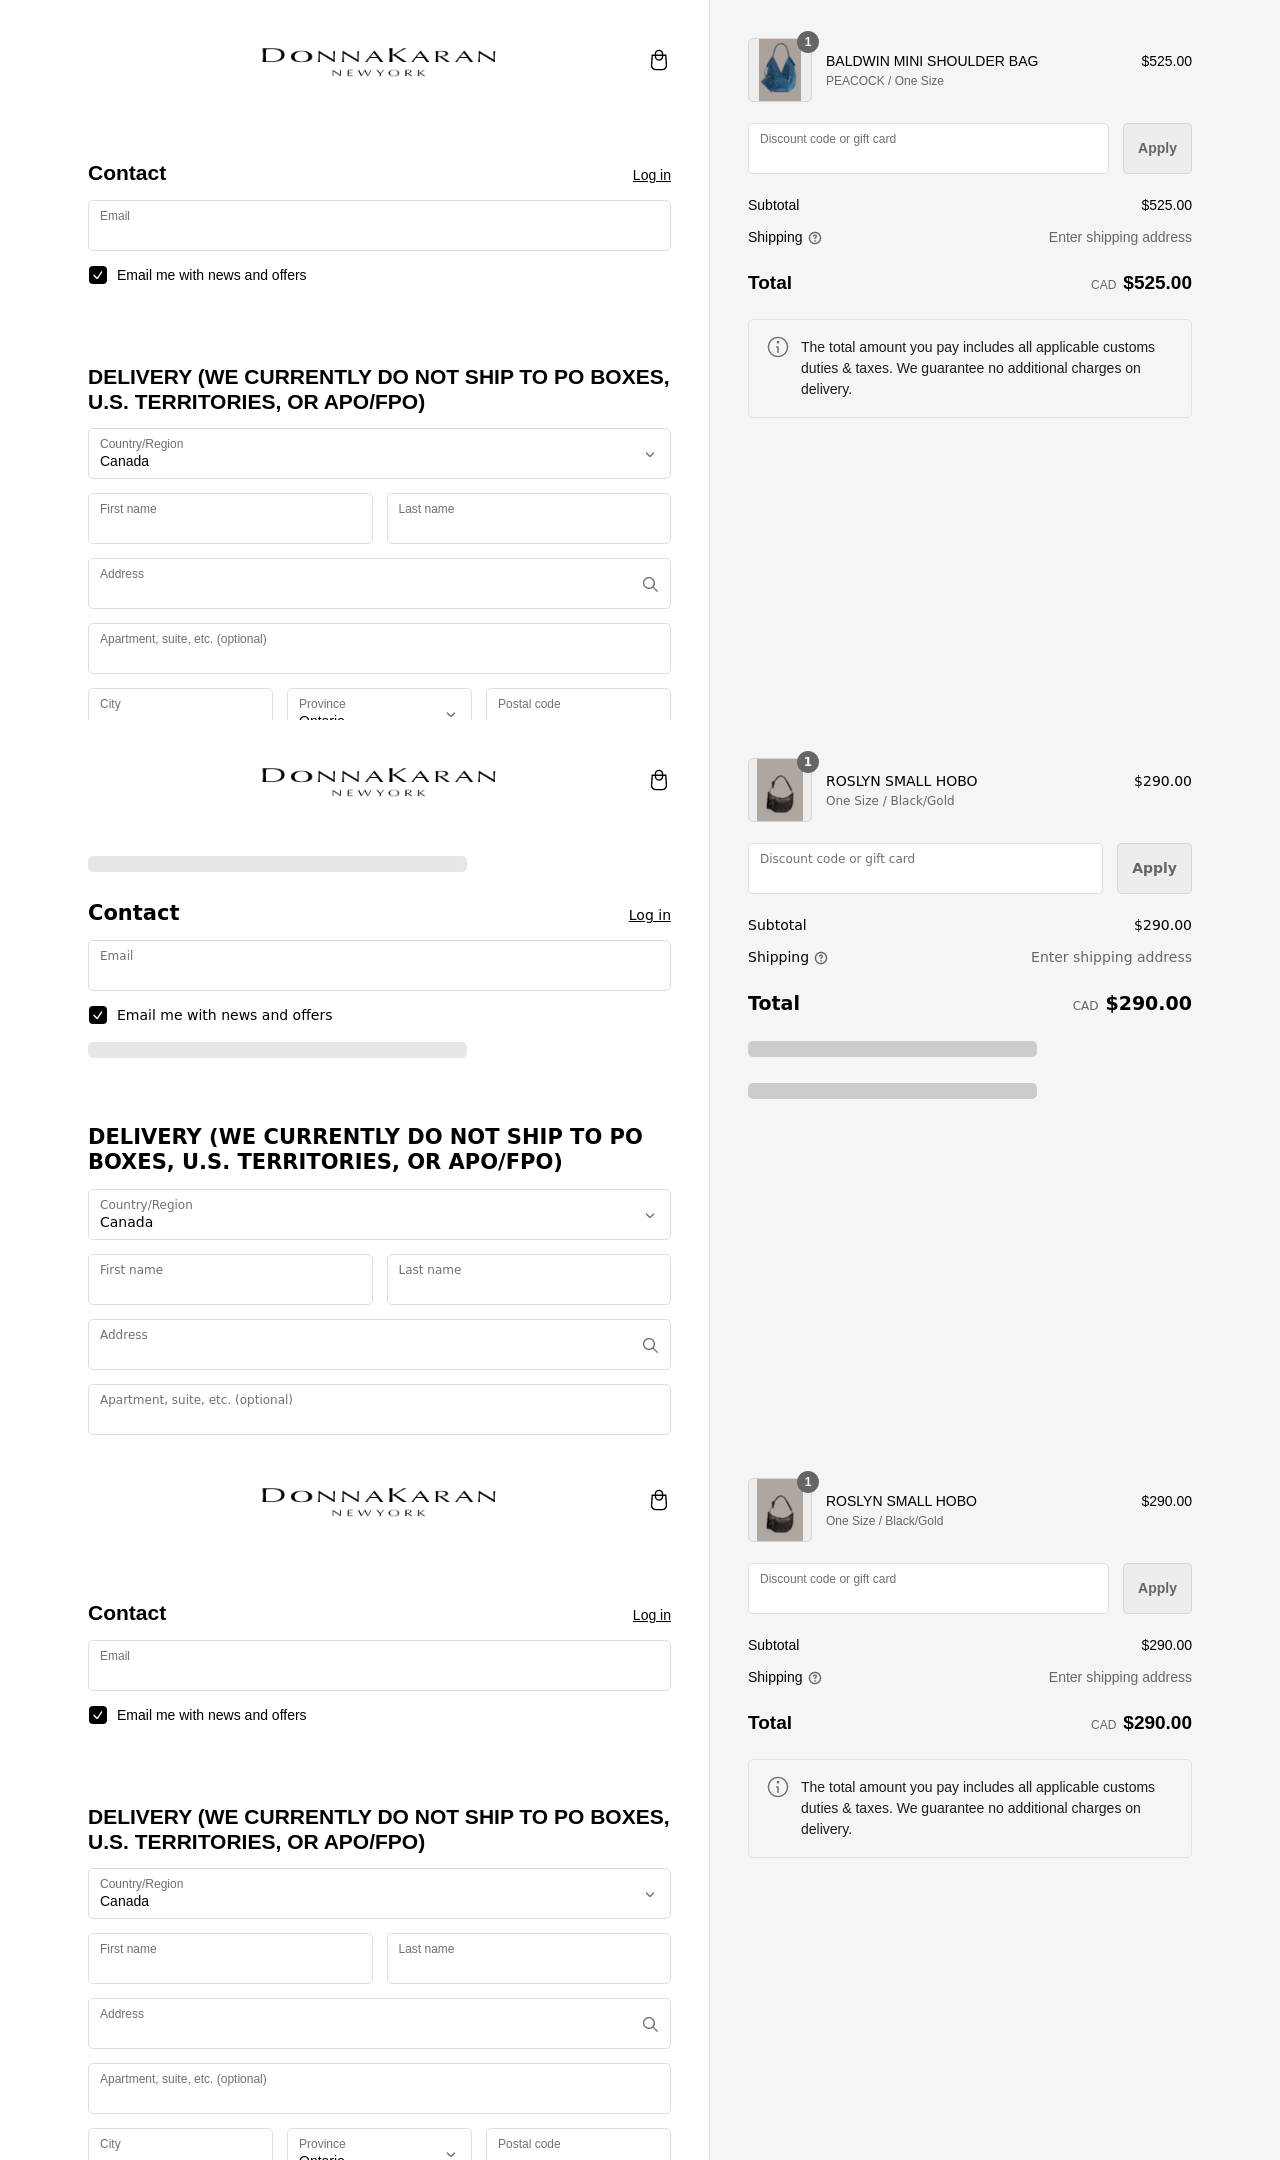 DONNAKARAN
NEWYORK
Contact
Log in
Email
Email me with news and offers
DELIVERY (WE CURRENTLY DO NOT SHIP TO PO BOXES,
U.S. TERRITORIES, OR APO/FPO)
Country/Region
Canada
First name
Last name
Address
Apartment, suite, etc. (optional)
City
Province
Postal code
Ontario
1
BALDWIN MINI SHOULDER BAG
$525.00
PEACOCK / One Size
Discount code or gift card
Apply
Subtotal
$525.00
Shipping
Enter shipping address
Total
CAD $525.00
The total amount you pay includes all applicable customs
duties & taxes. We guarantee no additional charges on
delivery.
DONNAKARAN
NEWYORK
Contact
Log in
Email
Email me with news and offers
DELIVERY (WE CURRENTLY DO NOT SHIP TO PO
BOXES, U.S. TERRITORIES, OR APO/FPO)
Country/Region
Canada
First name
Last name
Address
Apartment, suite, etc. (optional)
1
ROSLYN SMALL HOBO
$290.00
One Size / Black/Gold
Discount code or gift card
Apply
Subtotal
$290.00
Shipping
Enter shipping address
Total
CAD $290.00
DONNAKARAN
NEWYORK
Contact
Log in
Email
Email me with news and offers
DELIVERY (WE CURRENTLY DO NOT SHIP TO PO BOXES,
U.S. TERRITORIES, OR APO/FPO)
Country/Region
Canada
First name
Last name
Address
Apartment, suite, etc. (optional)
City
Province
Postal code
Ontario
1
ROSLYN SMALL HOBO
$290.00
One Size / Black/Gold
Discount code or gift card
Apply
Subtotal
$290.00
Shipping
Enter shipping address
Total
CAD $290.00
The total amount you pay includes all applicable customs
duties & taxes. We guarantee no additional charges on
delivery.